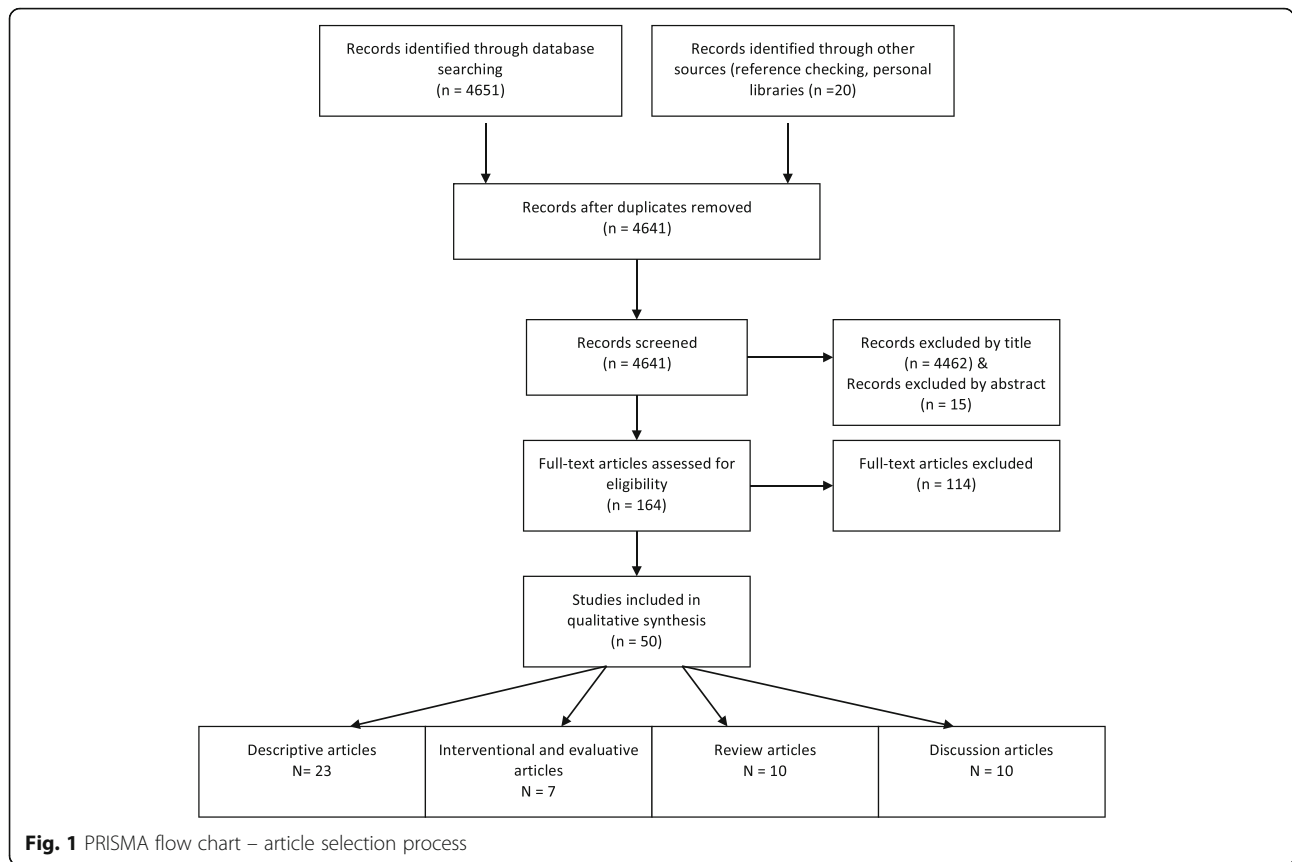 Records identified through database
searching
(n = 4651)
Records identified through other
sources (reference checking, personal
libraries (n =20)
Records after duplicates removed
(n = 4641)
Records screened
(n = 4641)
Records excluded by title
(n = 4462) &
Records excluded by abstract
(n = 15)
Full-text articles assessed for
eligibility
(n = 164)
Full-text articles excluded
(n = 114)
Studies included in
qualitative synthesis
(n = 50)
Descriptive articles
N= 23
Interventional and evaluative
articles
N = 7
Review articles
N = 10
Discussion articles
N = 10
Fig. 1 PRISMA flow chart – article selection process